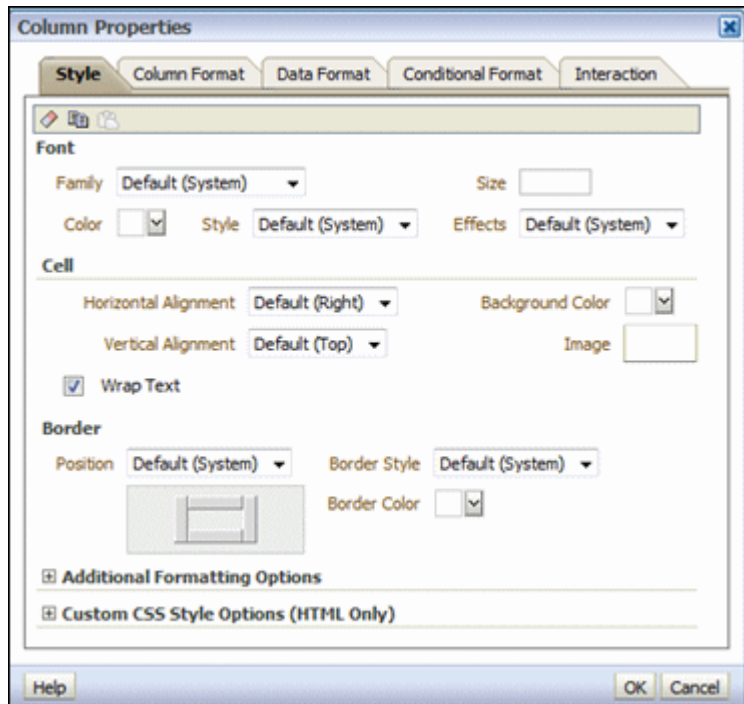 Column Properties
Style Column Format Data Format Conditional Format Interaction
Font
Family Default (System) Size
Color Style Default (System) Effects Default (System)
Cell
Horizontal Alignment Default (Right) Background Color
Vertical Alignment Default (Top) Image
Wrap Text
Border
Position Default (System) Border Style Default (System)
Border Color
Additional Formatting Options
Custom CSS Style Options (HTML Only)
Help OK Cancel